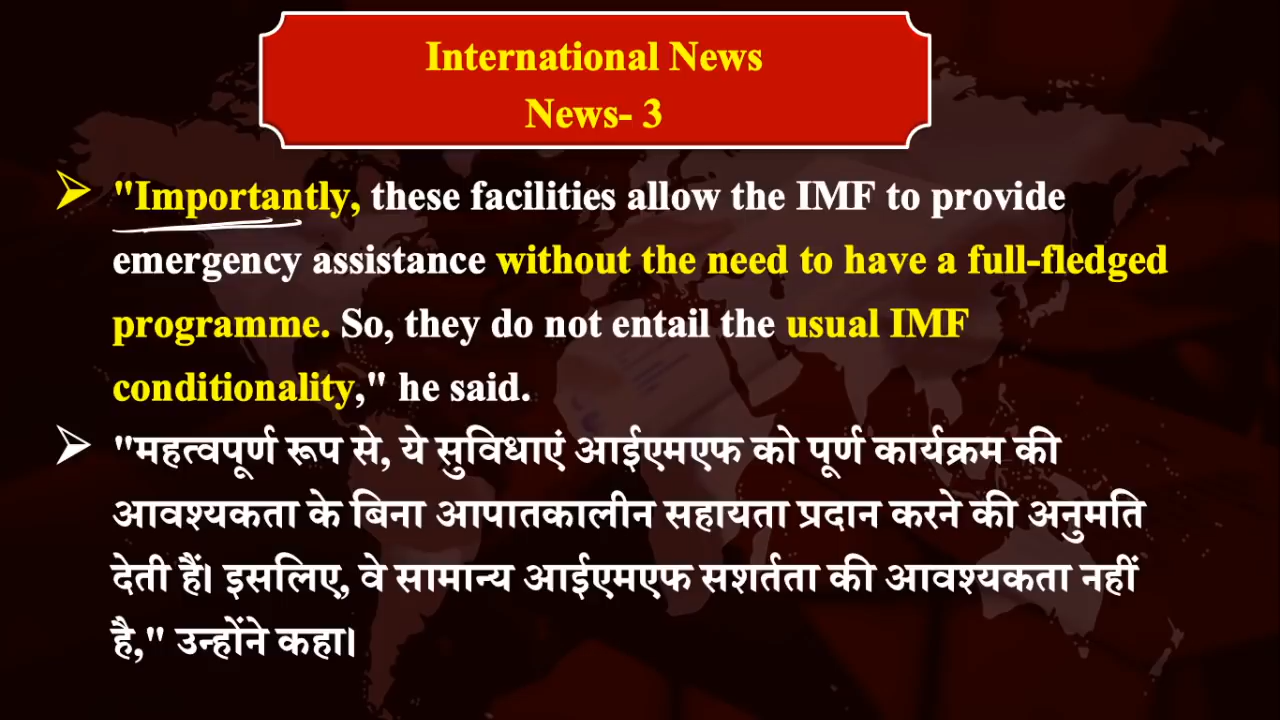 International News
News- 3
"Importantly, these facilities allow the IMF to provide
emergency assistance without the need to have a full-fledged
programme. So, they do not entail the usual IMF
conditionality," he said.
"महत्वपूर्ण रूप से, ये सुविधाएं आईएमएफ को पूर्ण कार्यक्रम की
आवश्यकता के बिना आपातकालीन सहायता प्रदान करने की अनुमति
देती हैं। इसलिए, वे सामान्य आईएमएफ सशर्तता की आवश्यकता नहीं
है," उन्होंने कहा।